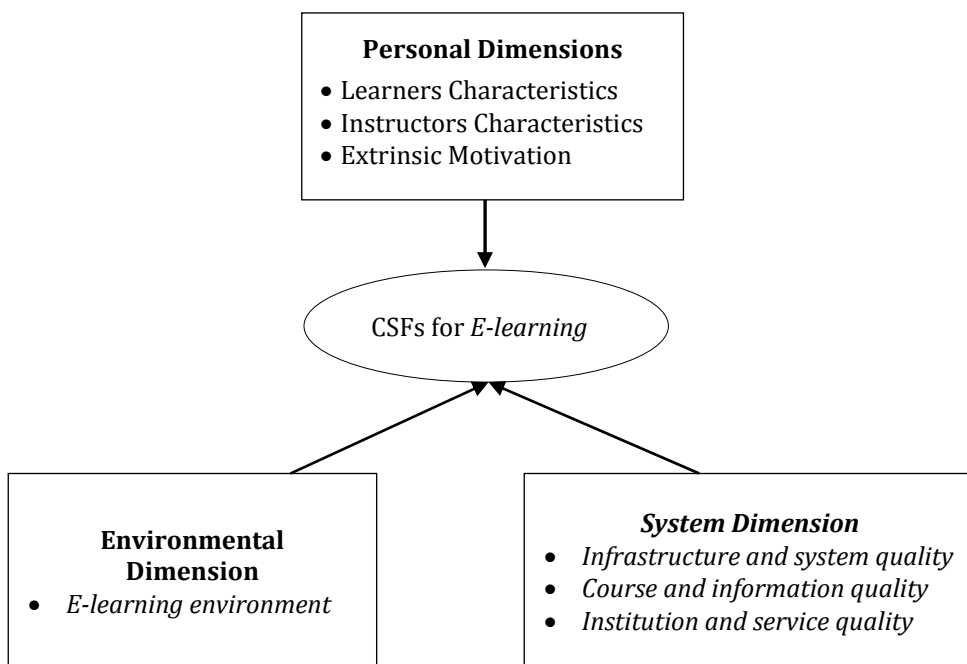 Personal Dimensions
• Learners Characteristics
• Instructors Characteristics
• Extrinsic Motivation
CSFs for E-learning
Environmental
Dimension
• E-learning environment
System Dimension
• Infrastructure and system quality
• Course and information quality
• Institution and service quality